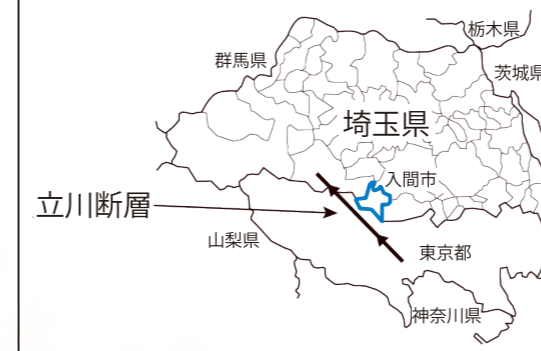 栃木県
群馬県
茨城県
埼玉県
入間市
立川断層
山梨県
東京都
神奈川県